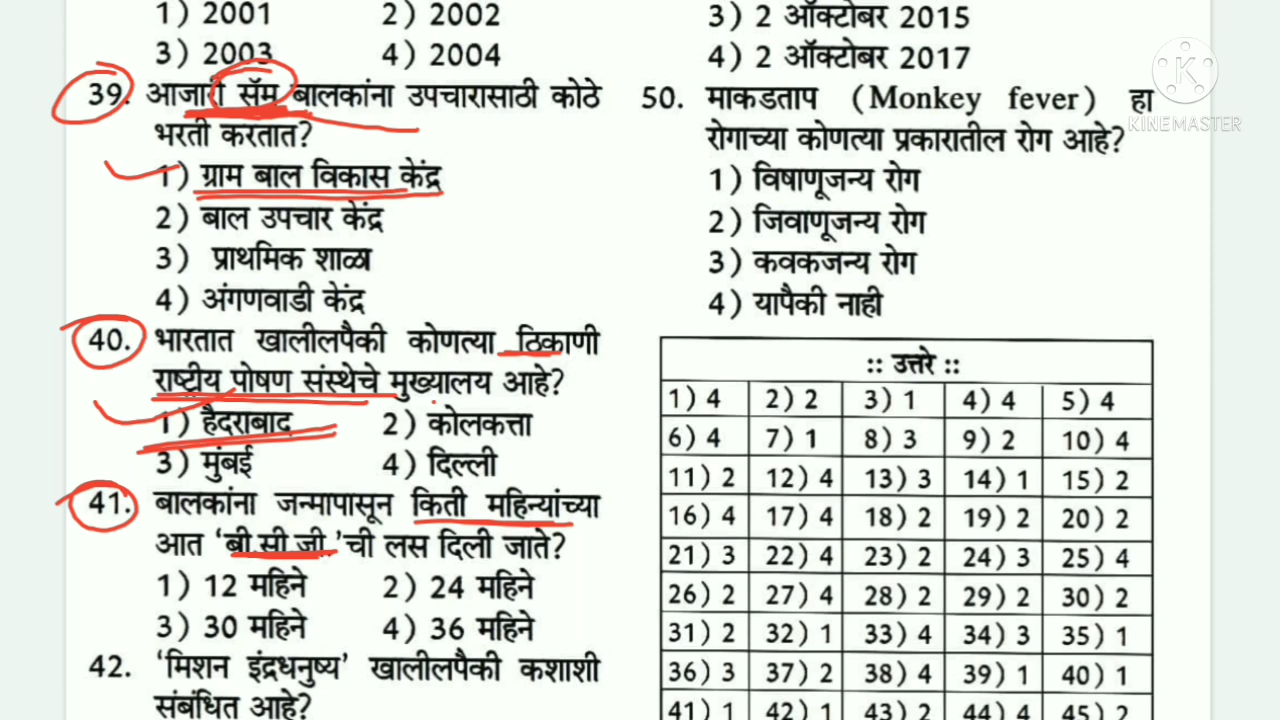 1) 2001 2) 2002
3) 2003 4) 2004
39. आजारी सॅम बालकांना उपचारासाठी कोठे
भरती करतात?
1) ग्राम बाल विकास केंद्र
2) बाल उपचार केंद्र
3) प्राथमिक शाळा
4) अंगणवाडी केंद्र
40. भारतात खालीलपैकी कोणत्या ठिकाणी
राष्ट्रीय पोषण संस्थेचे मुख्यालय आहे?
1) हैदराबाद 2) कोलकत्ता
3) मुंबई 4) दिल्ली
41. बालकांना जन्मापासून किती महिन्यांच्या
आत ‘बी.सी.जी.’ची लस दिली जाते?
1) 12 महिने 2) 24 महिने
3) 30 महिने 4) 36 महिने
42. ‘मिशन इंद्रधनुष्य’ खालीलपैकी कशाशी
संबंधित आहे?
3) 2 ऑक्टोबर 2015
4) 2 ऑक्टोबर 2017
50. माकडताप (Monkey fever) हा
रोगाच्या कोणत्या प्रकारातील रोग आहे?
1) विषाणूजन्य रोग
2) जिवाणूजन्य रोग
3) कवकजन्य रोग
4) यापैकी नाही
:: उत्तरे ::
1) 4 2) 2 3) 1 4) 4 5) 4
6) 4 7) 1 8) 3 9) 2 10) 4
11) 2 12) 4 13) 3 14) 1 15) 2
16) 4 17) 4 18) 2 19) 2 20) 2
21) 3 22) 4 23) 2 24) 3 25) 4
26) 2 27) 4 28) 2 29) 2 30) 2
31) 2 32) 1 33) 4 34) 3 35) 1
36) 3 37) 2 38) 4 39) 1 40) 1
41) 1 42) 1 43) 2 44) 4 45) 2
K
KINEMASTER